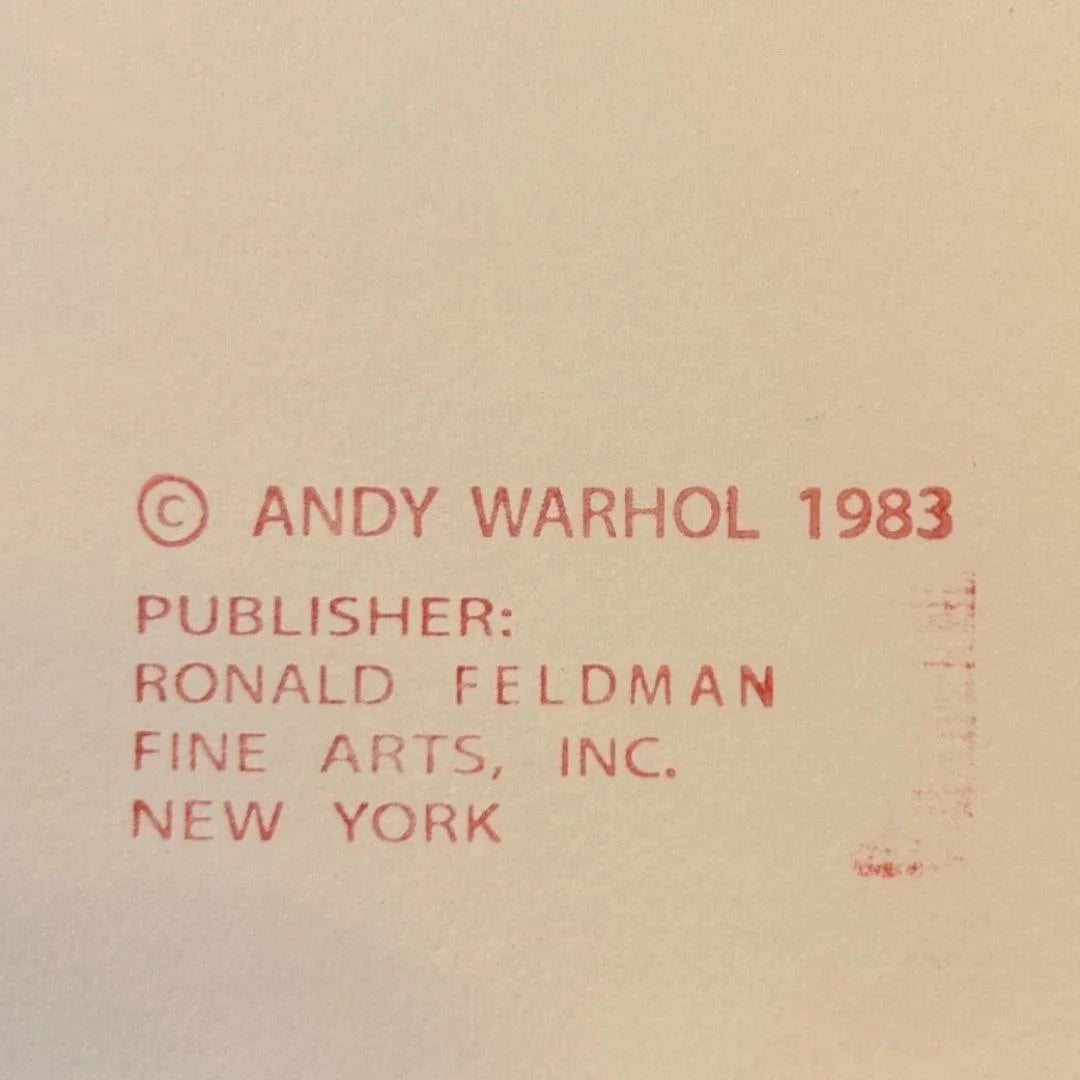 © ANDY WARHOL 1983
PUBLISHER:
RONALD FELDMAN
FINE ARTS, INC.
NEW YORK